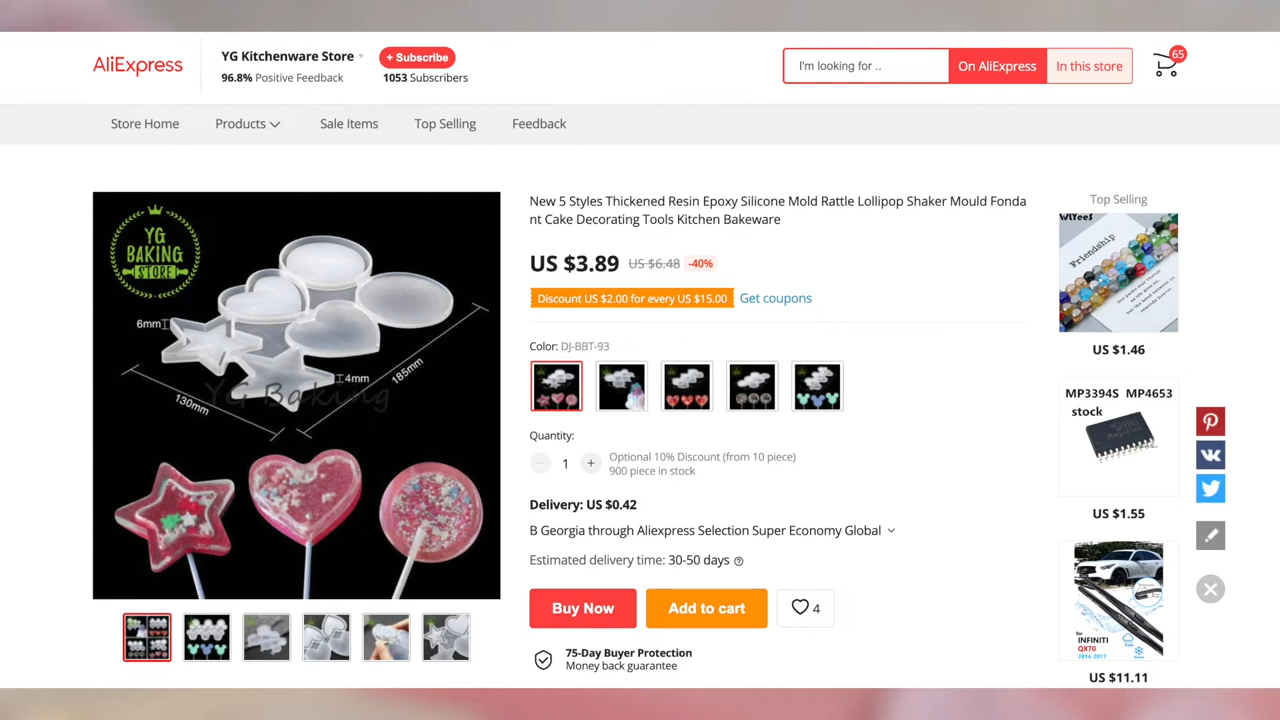 AliExpress
YG Kitchenware Store
+ Subscribe
96.8% Positive Feedback
1053 Subscribers
I'm looking for ..
On AliExpress
In this store
65
Store Home
Products
Sale Items
Top Selling
Feedback
YG
BAKING
STORE
6mm
4mm
185mm
130mm
YG Baking
New 5 Styles Thickened Resin Epoxy Silicone Mold Rattle Lollipop Shaker Mould Fonda
nt Cake Decorating Tools Kitchen Bakeware
US $3.89 US $6.48 -40%
Discount US $2.00 for every US $15.00 Get coupons
Color: DJ-BBT-93
Quantity:
1
Optional 10% Discount (from 10 piece)
900 piece in stock
Delivery: US $0.42
B Georgia through Aliexpress Selection Super Economy Global
Estimated delivery time: 30-50 days
Buy Now
Add to cart
4
75-Day Buyer Protection
Money back guarantee
Top Selling
WLYeeS
Friendship
US $1.46
MP3394S MP4653
stock
US $1.55
for
INFINITI
QX70
2014-2017
US $11.11